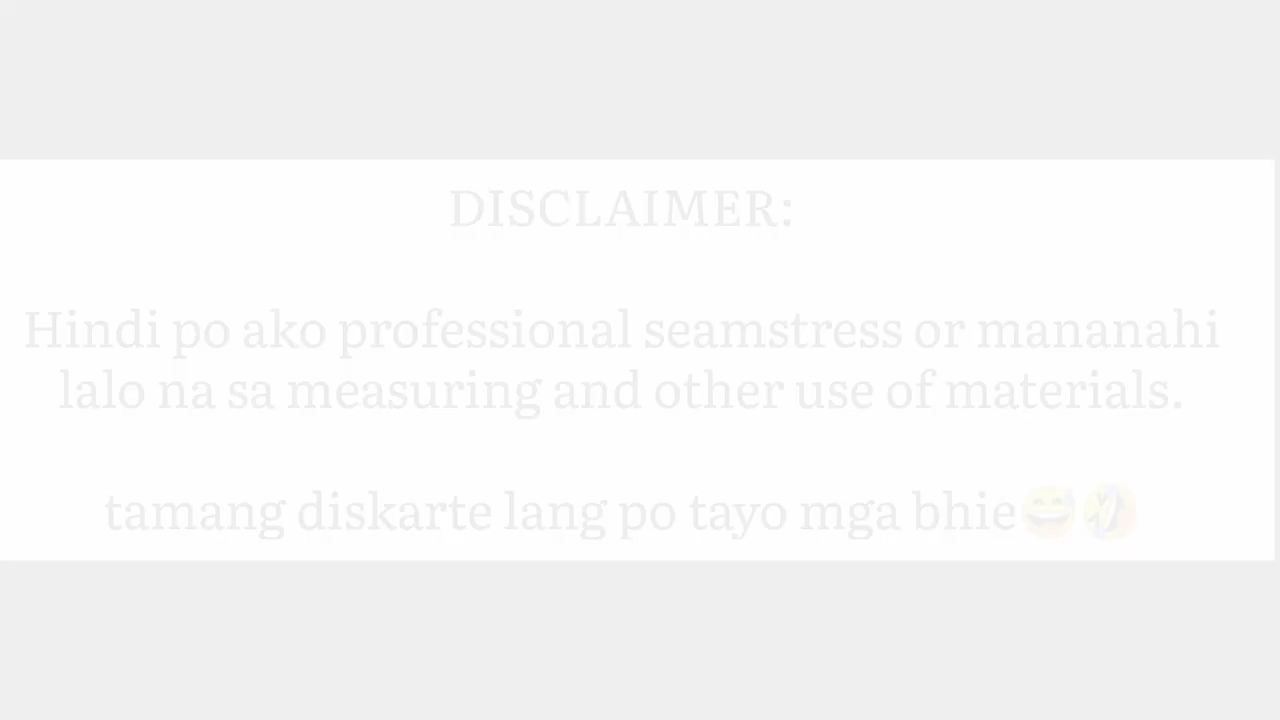 DISCLAIMER:
Hindi po ako professional seamstress or mananahi
lalo na sa measuring and other use of materials.
tamang diskarte lang po tayo mga bhie😅🤣